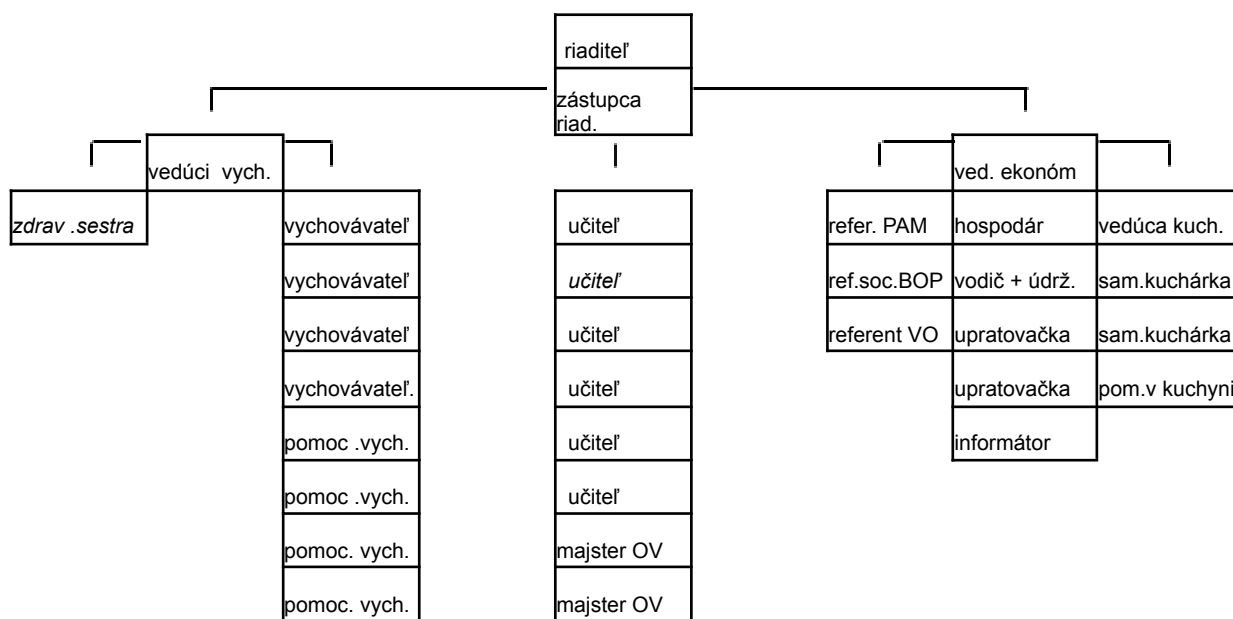 riaditeľ
zástupca
riad.
vedúci vych.
ved. ekonóm
zdrav .sestra
vychovávateľ
učiteľ
refer. PAM
hospodár
vedúca kuch.
vychovávateľ
učiteľ
ref.soc.BOP
vodič + údrž.
sam.kuchárka
vychovávateľ
učiteľ
referent VO
upratovačka
sam.kuchárka
vychovávateľ.
učiteľ
upratovačka
pom.v kuchyni
pomoc .vych.
učiteľ
informátor
pomoc .vych.
učiteľ
pomoc. vych.
majster OV
pomoc. vych.
majster OV